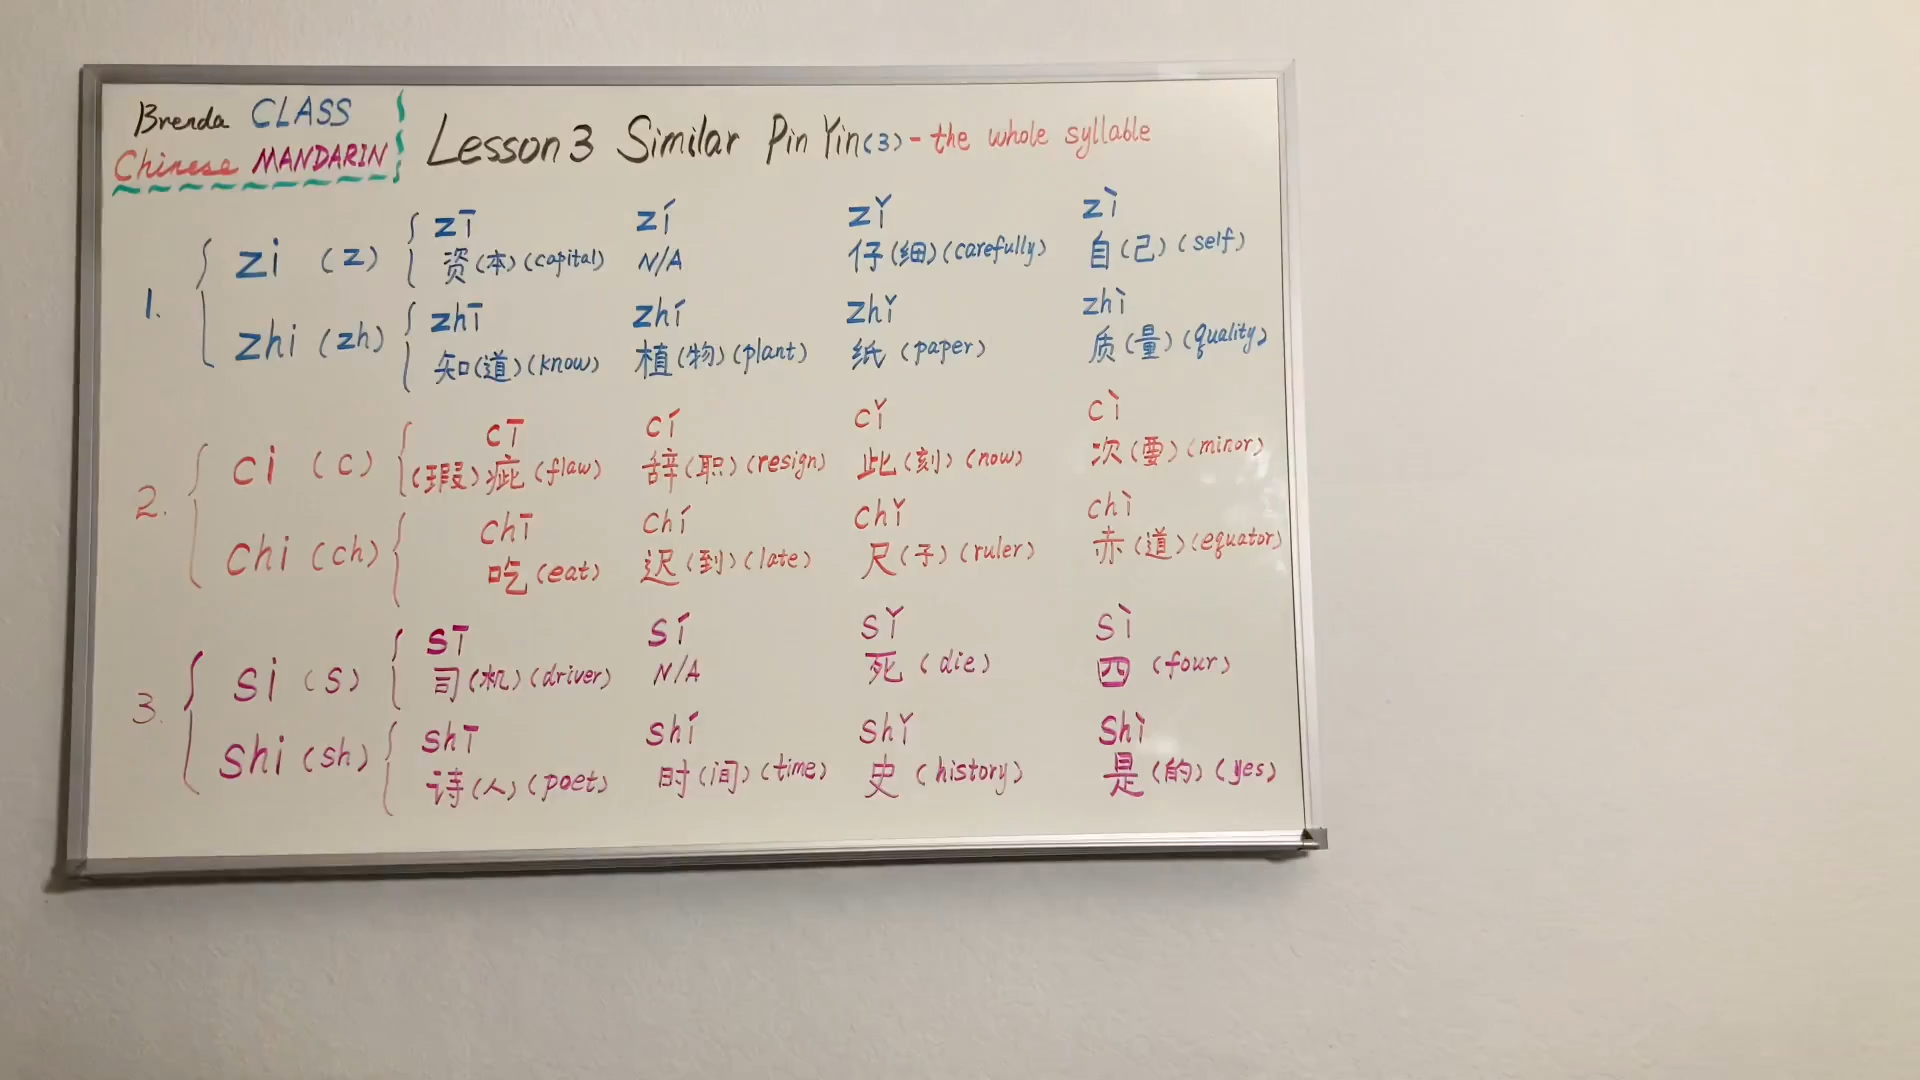 Brenda CLASS
Chinese MANDARIN
Lesson 3 Similar Pin Yin(3) - the whole syllable
1.
zi (z)
zī zí zǐ zì
资(本)(capital) N/A 仔(细)(carefully) 自(己)(self)
zhi (zh)
zhī zhí zhǐ zhì
知(道)(know) 植(物)(plant) 纸 (paper) 质(量)(quality)
2.
ci (c)
cī cí cǐ cì
(瑕)疵(flaw) 辞(职)(resign) 此(刻)(now) 次(要)(minor)
chi (ch)
chī chí chǐ chì
吃(eat) 迟(到)(late) 尺(子)(ruler) 赤(道)(equator)
3.
si (s)
sī sí sǐ sì
司(机)(driver) N/A 死 (die) 四 (four)
shi (sh)
shī shí shǐ shì
诗(人)(poet) 时(间)(time) 史 (history) 是(的)(yes)